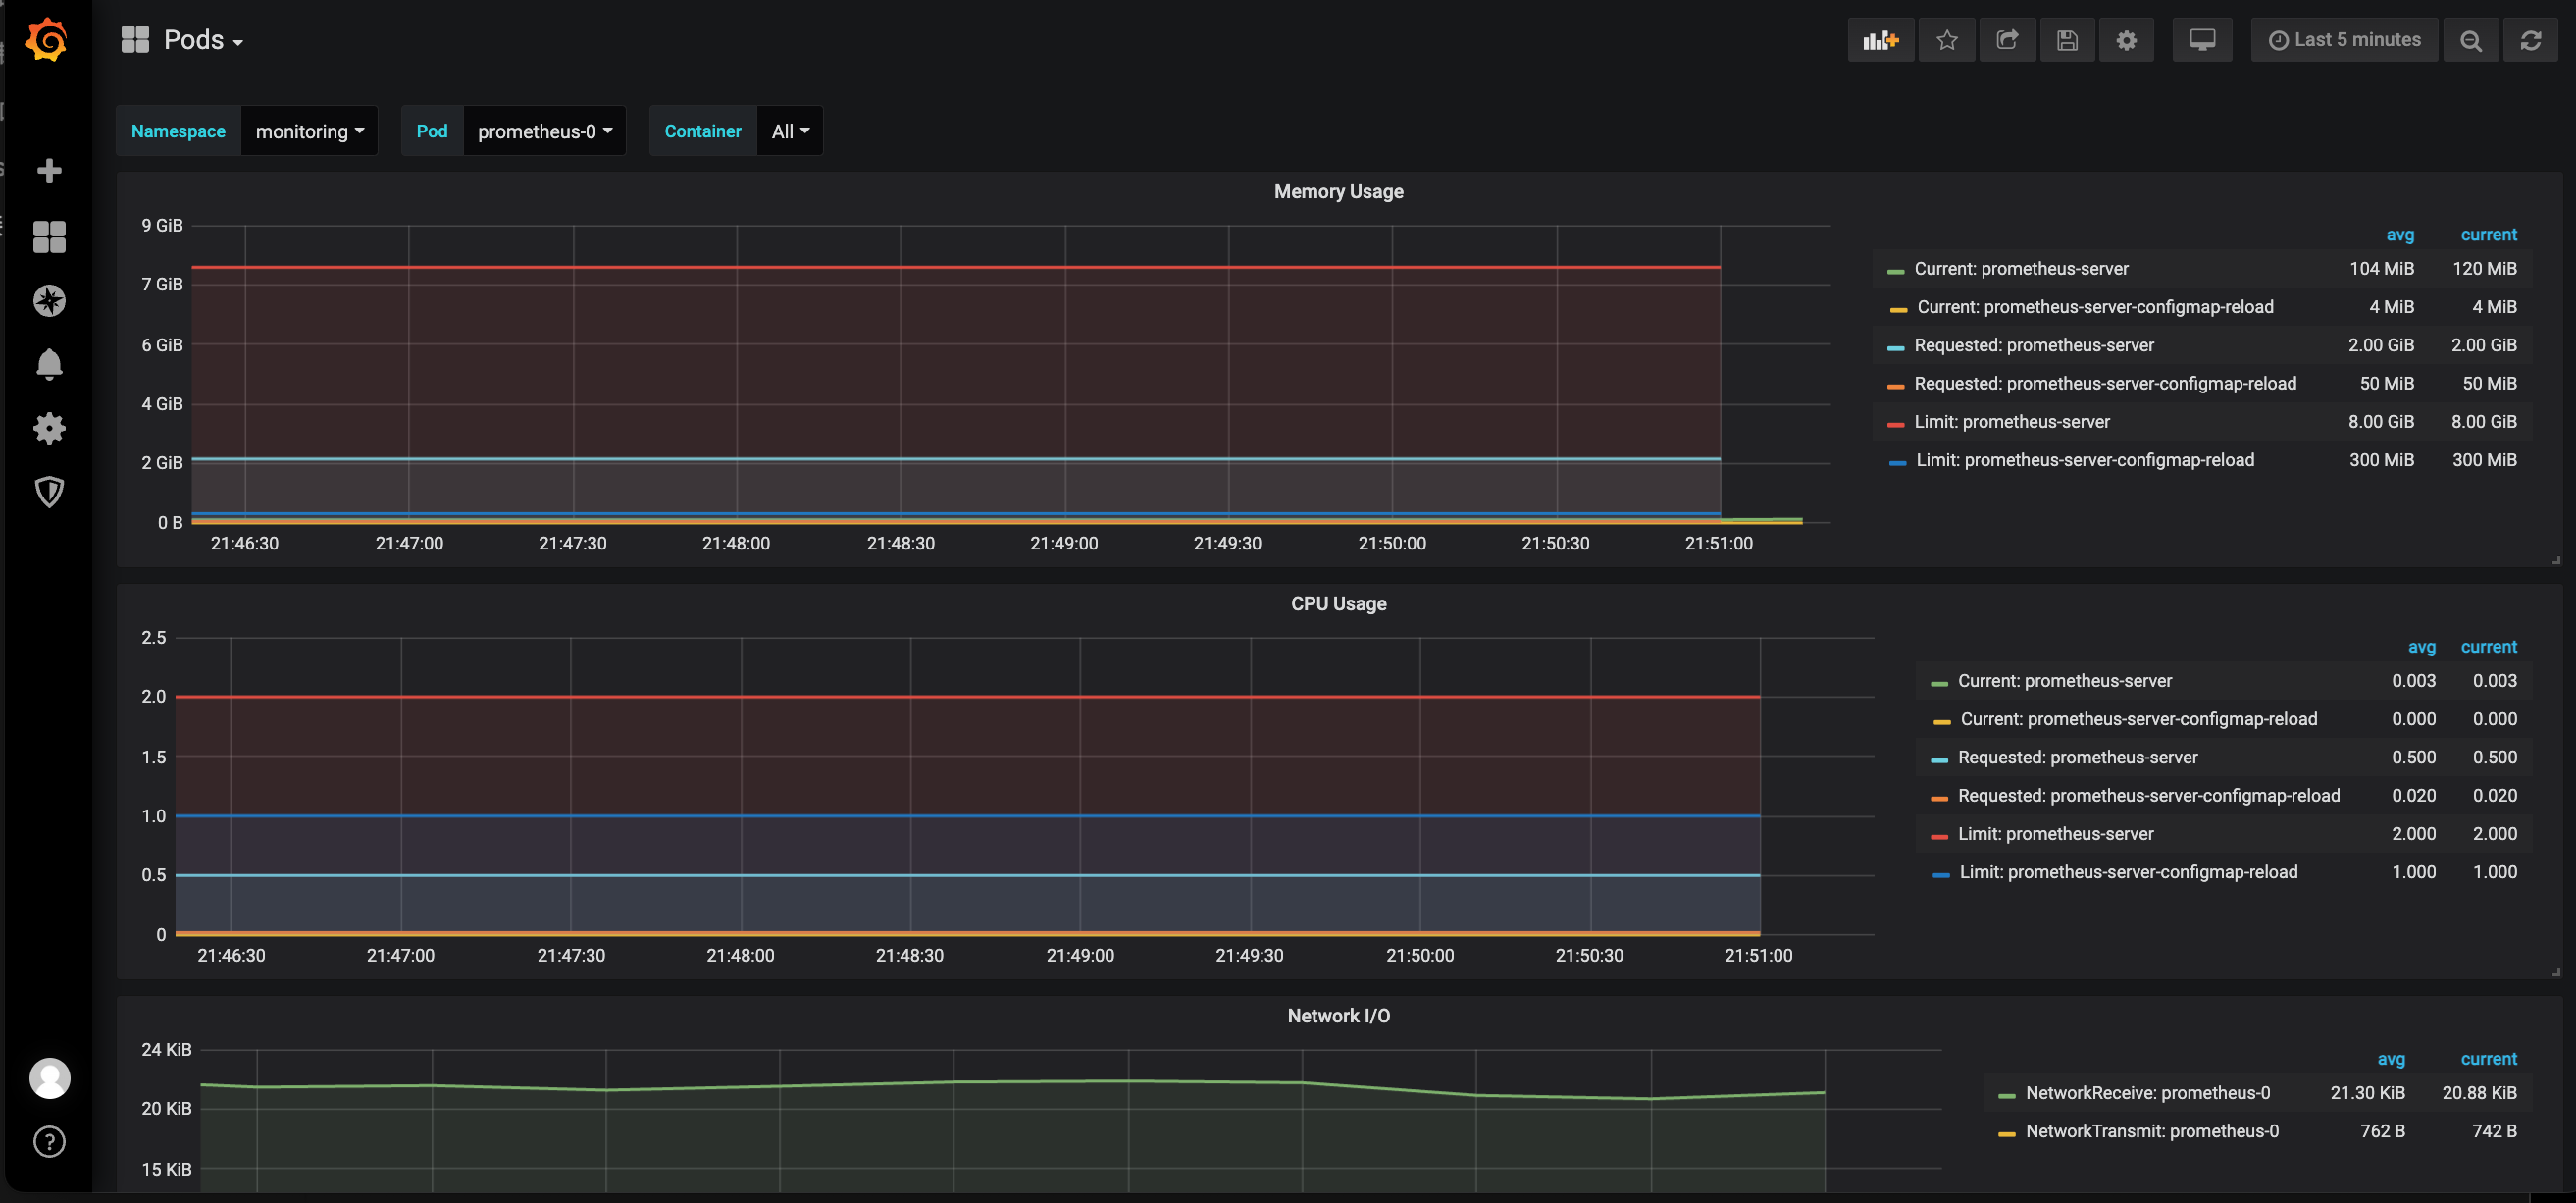 Pods
Last 5 minutes
Namespace monitoring Pod prometheus-0 Container All
Memory Usage
9 GiB
7 GiB
6 GiB
4 GiB
2 GiB
0 B
21:46:30 21:47:00 21:47:30 21:48:00 21:48:30 21:49:00 21:49:30 21:50:00 21:50:30 21:51:00
avg current
Current: prometheus-server 104 MiB 120 MiB
Current: prometheus-server-configmap-reload 4 MiB 4 MiB
Requested: prometheus-server 2.00 GiB 2.00 GiB
Requested: prometheus-server-configmap-reload 50 MiB 50 MiB
Limit: prometheus-server 8.00 GiB 8.00 GiB
Limit: prometheus-server-configmap-reload 300 MiB 300 MiB
CPU Usage
2.5
2.0
1.5
1.0
0.5
0
21:46:30 21:47:00 21:47:30 21:48:00 21:48:30 21:49:00 21:49:30 21:50:00 21:50:30 21:51:00
avg current
Current: prometheus-server 0.003 0.003
Current: prometheus-server-configmap-reload 0.000 0.000
Requested: prometheus-server 0.500 0.500
Requested: prometheus-server-configmap-reload 0.020 0.020
Limit: prometheus-server 2.000 2.000
Limit: prometheus-server-configmap-reload 1.000 1.000
Network I/O
24 KiB
20 KiB
15 KiB
avg current
NetworkReceive: prometheus-0 21.30 KiB 20.88 KiB
NetworkTransmit: prometheus-0 762 B 742 B